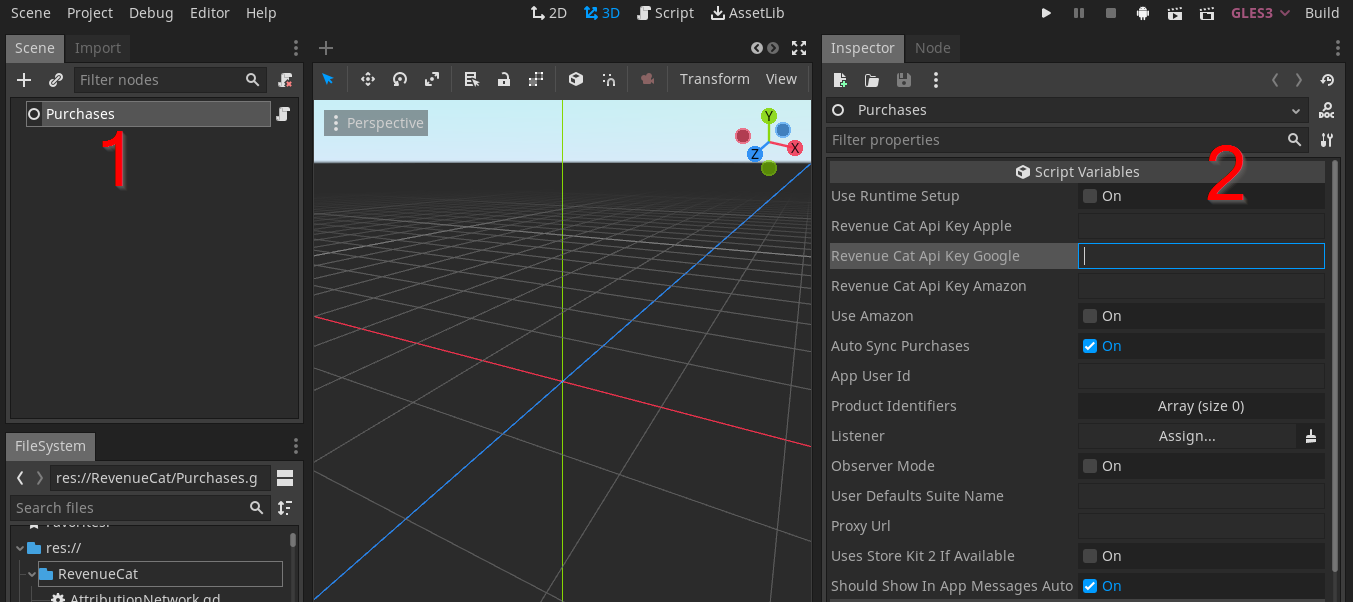 Scene Project Debug Editor Help 2D 3D Script AssetLib GLES3 Build
Scene Import Inspector Node
Filter nodes Transform View
Purchases Purchases
Perspective Y X Z
Filter properties
1 2
Script Variables
Use Runtime Setup On
Revenue Cat Api Key Apple
Revenue Cat Api Key Google
Revenue Cat Api Key Amazon
Use Amazon On
Auto Sync Purchases On
App User Id
Product Identifiers Array (size 0)
Listener Assign...
Observer Mode On
User Defaults Suite Name
Proxy Url
Uses Store Kit 2 If Available On
Should Show In App Messages Auto On
FileSystem
res://RevenueCat/Purchases.g
Search files
Favorites:
res://
RevenueCat
AttributionNetwork.gd
DOC